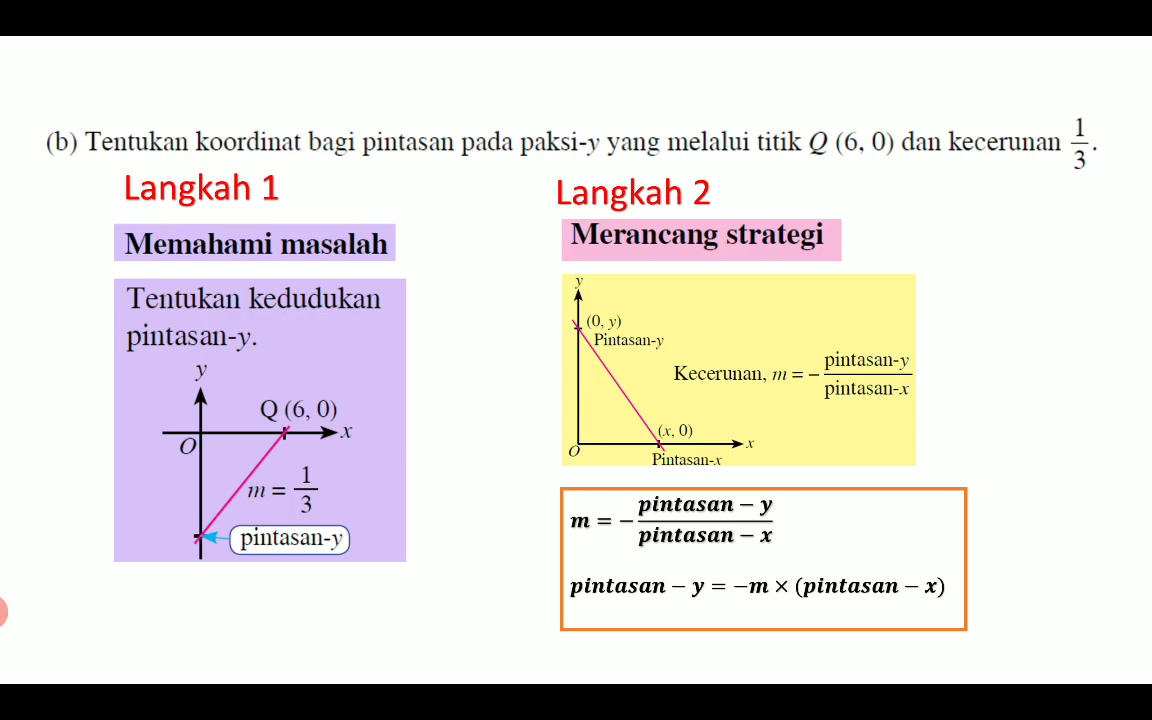 (b) Tentukan koordinat bagi pintasan pada paksi-y yang melalui titik Q (6, 0) dan kecerunan 1/3.
Langkah 1
Memahami masalah
Tentukan kedudukan
pintasan-y.
y
Q (6, 0)
x
O
m = 1/3
pintasan-y
Langkah 2
Merancang strategi
y
(0, y)
Pintasan-y
Kecerunan, m = – pintasan-y / pintasan-x
(x, 0)
x
O
Pintasan-x
m = − pintasan − y / pintasan − x
pintasan − y = −m × (pintasan − x)